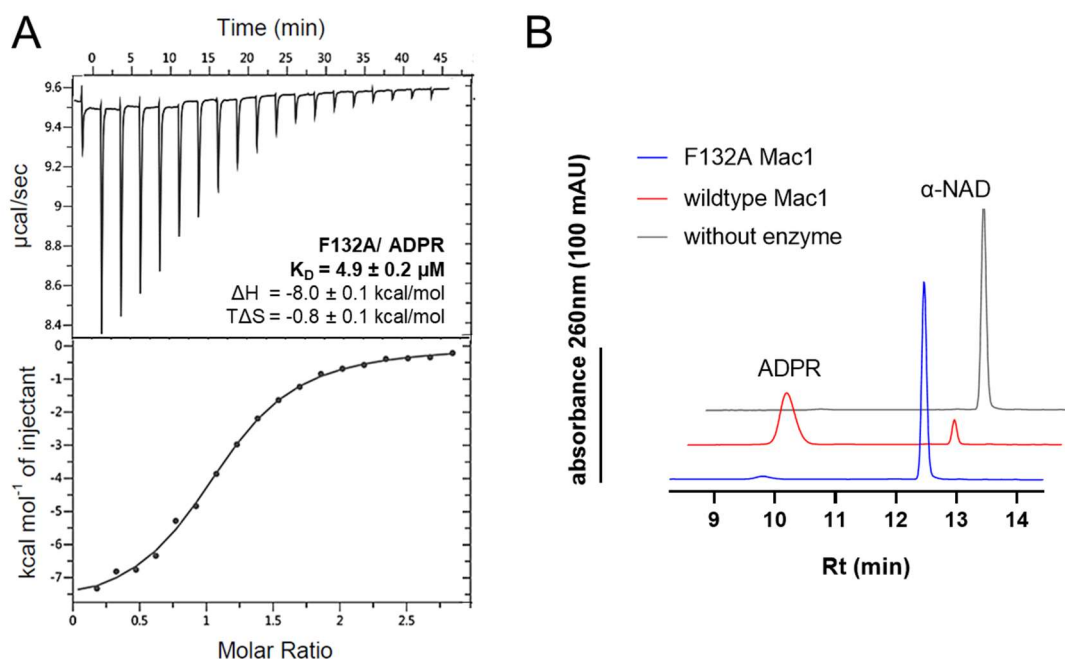 A
Time (min)
0 5 10 15 20 25 30 35 40 45
9.6
9.4
9.2
9
8.8
8.6
8.4
µcal/sec
F132A/ ADPR
K_D = 4.9 ± 0.2 µM
ΔH = -8.0 ± 0.1 kcal/mol
TΔS = -0.8 ± 0.1 kcal/mol
0
-1
-2
-3
-4
-5
-6
-7
kcal mol⁻¹ of injectant
0 0.5 1 1.5 2 2.5
Molar Ratio
B
F132A Mac1
wildtype Mac1
without enzyme
α-NAD
ADPR
absorbance 260nm (100 mAU)
9 10 11 12 13 14
Rt (min)